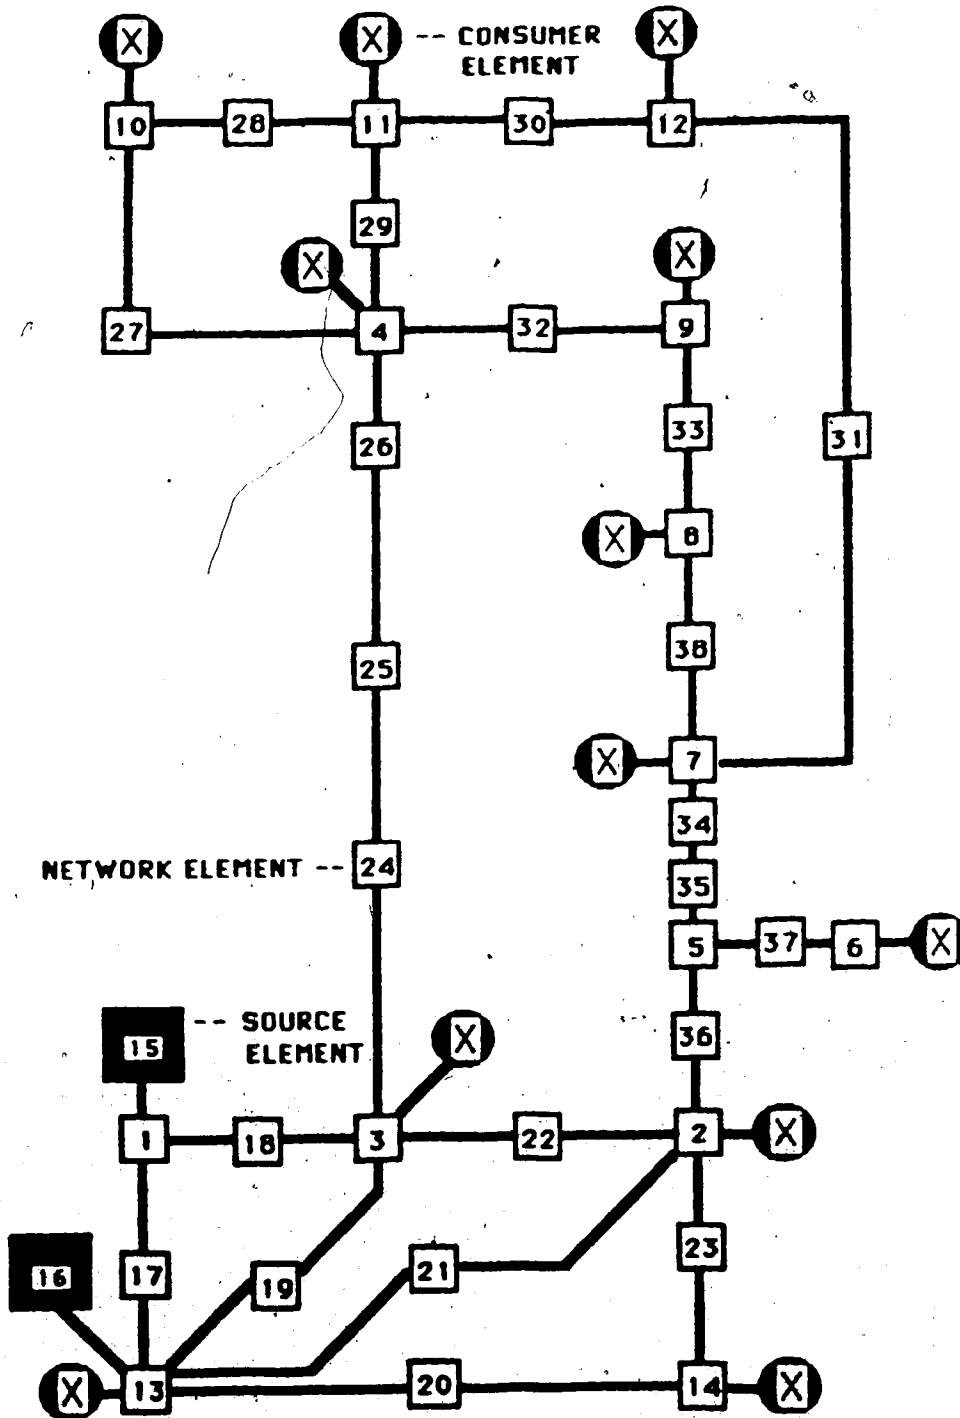 X X -- CONSUMER X
ELEMENT
10 28 11 30 12
29
X X
27 4 32 9
26 33 31
X 8
25 38
X 7
34
NETWORK ELEMENT -- 24 35
5 37 6 X
15 -- SOURCE X 36
ELEMENT
1 18 3 22 2 X
16 17 19 21 23
X 13 20 14 X